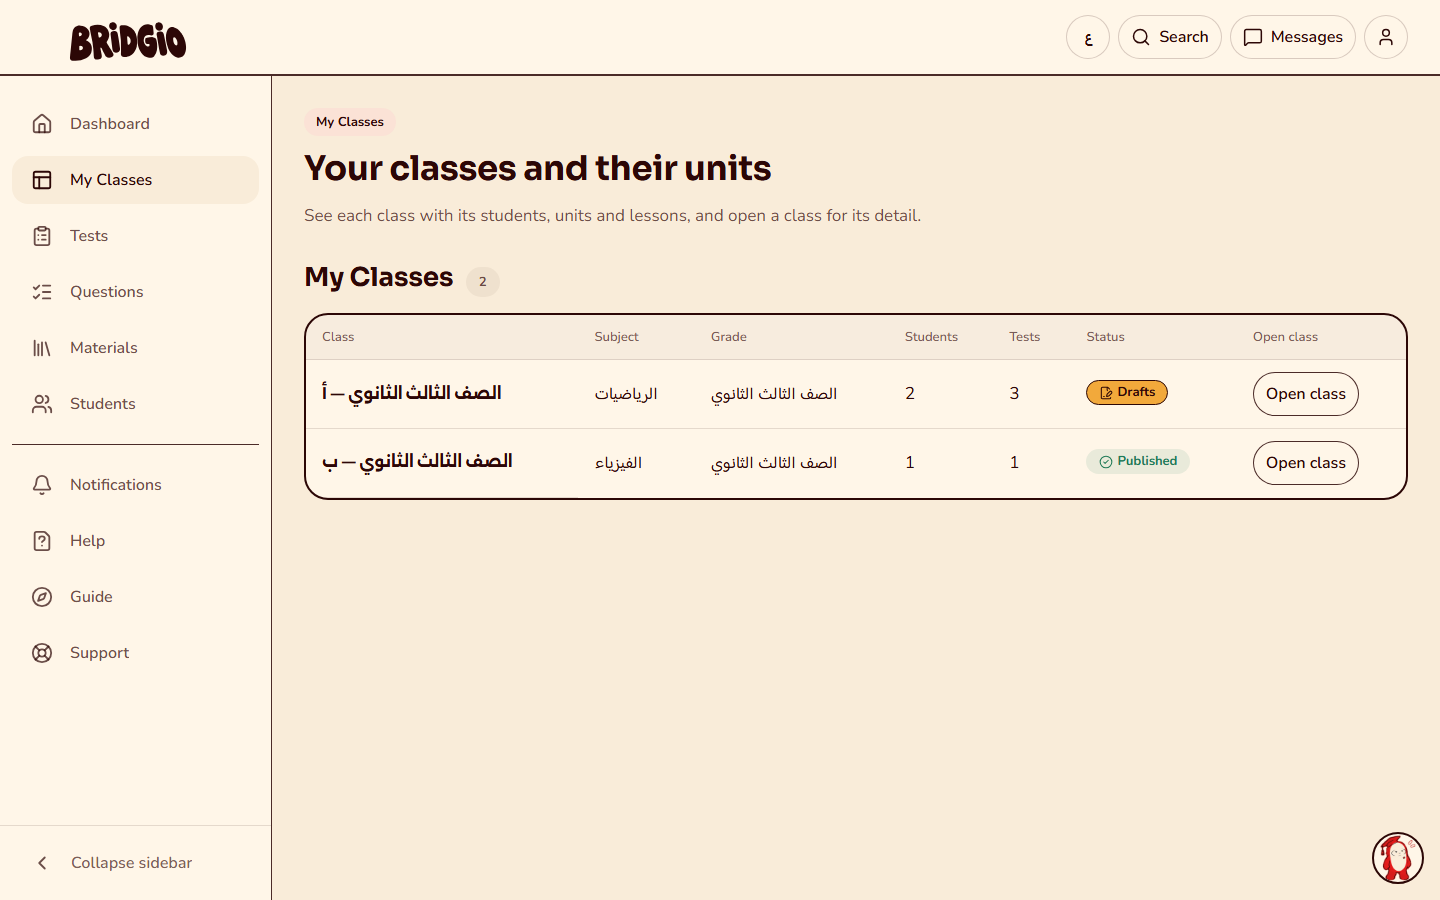 BRiDGiO
ع
Search
Messages
Dashboard
My Classes
Tests
Questions
Materials
Students
Notifications
Help
Guide
Support
Collapse sidebar
My Classes
Your classes and their units
See each class with its students, units and lessons, and open a class for its detail.
My Classes 2
Class Subject Grade Students Tests Status Open class
الصف الثالث الثانوي — أ الرياضيات الصف الثالث الثانوي 2 3 Drafts Open class
الصف الثالث الثانوي — ب الفيزياء الصف الثالث الثانوي 1 1 Published Open class